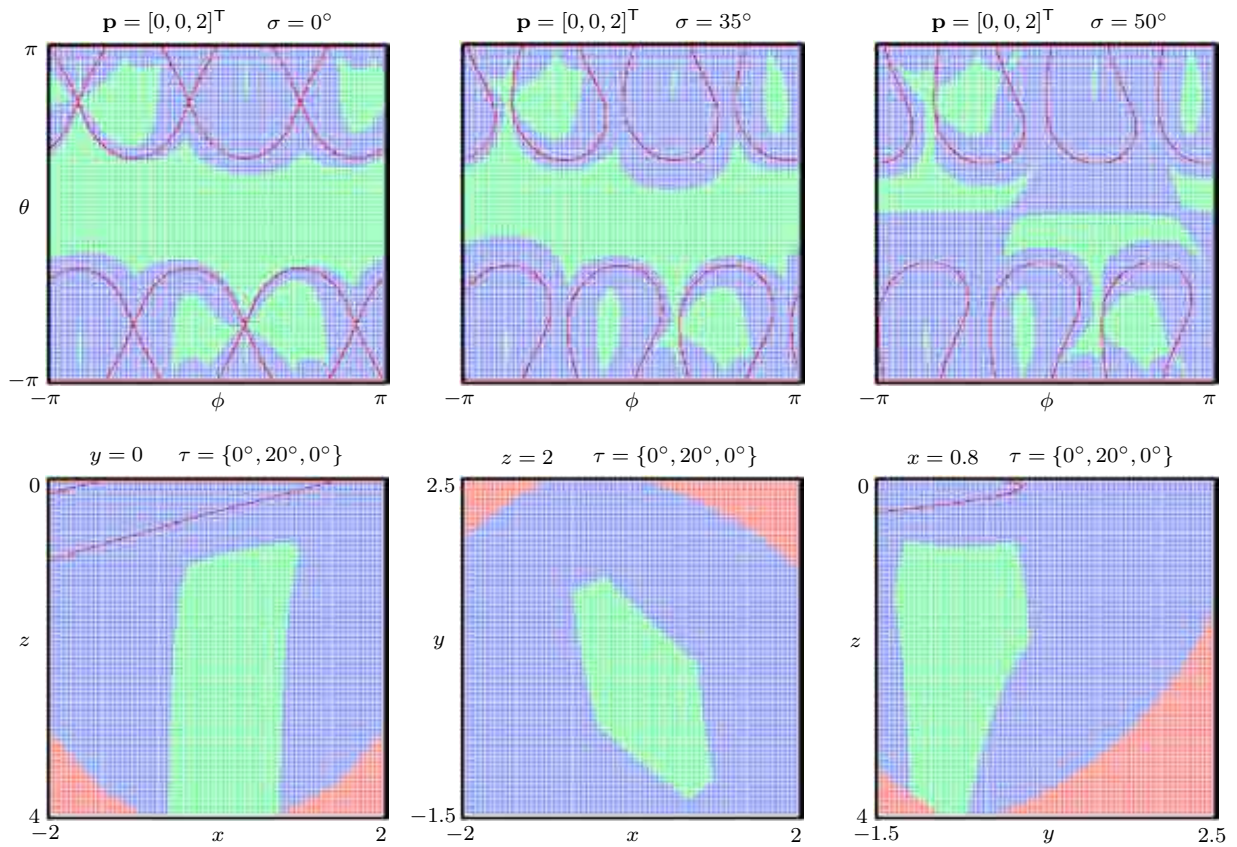 p = [0, 0, 2]ᵀ σ = 0°
p = [0, 0, 2]ᵀ σ = 35°
p = [0, 0, 2]ᵀ σ = 50°
π
θ
−π
−π ϕ π
−π ϕ π
−π ϕ π
y = 0 τ = {0°, 20°, 0°}
z = 2 τ = {0°, 20°, 0°}
x = 0.8 τ = {0°, 20°, 0°}
0
z
4
−2 x 2
2.5
y
−1.5
−2 x 2
0
z
4
−1.5 y 2.5